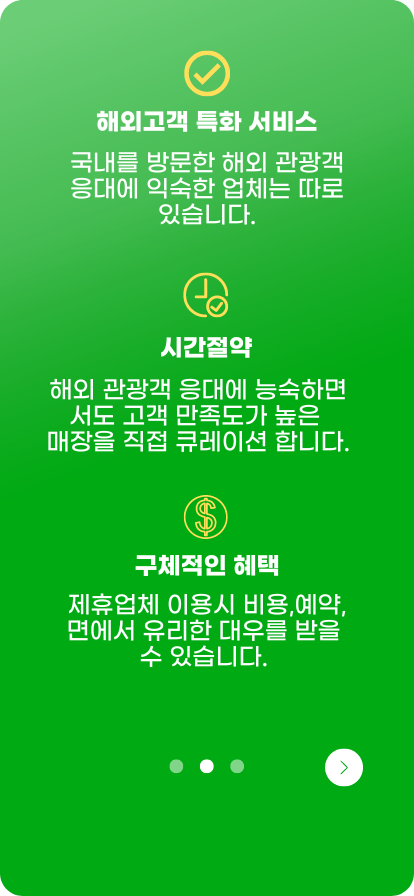 해외고객 특화 서비스
국내를 방문한 해외 관광객
응대에 익숙한 업체는 따로
있습니다.
시간절약
해외 관광객 응대에 능숙하면
서도 고객 만족도가 높은
매장을 직접 큐레이션 합니다.
구체적인 혜택
제휴업체 이용시 비용,예약,
면에서 유리한 대우를 받을
수 있습니다.